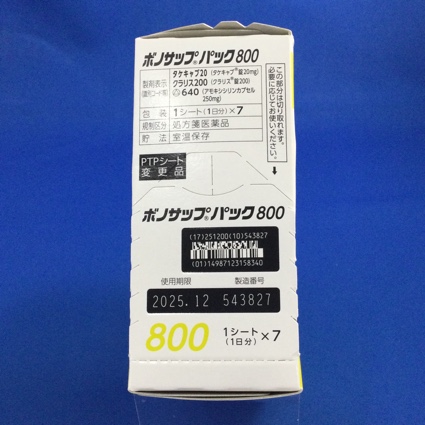 ボノサップ®パック800
製剤表示
(識別コード等)
タケキャブ20 (タケキャブ®錠20mg)
クラリス200 (クラリス®錠200)
640 (アモキシシリンカプセル
250mg)
包装 1シート(1日分)×7
規制区分 処方箋医薬品
貯法 室温保存
この部分は切り取れます。
必要に応じてお使いください。
PTPシート
変更品
ボノサップ®パック800
(17)251200(10)543827
(01)14987123158340
使用期限 製造番号
2025.12 543827
800 1シート(1日分)×7